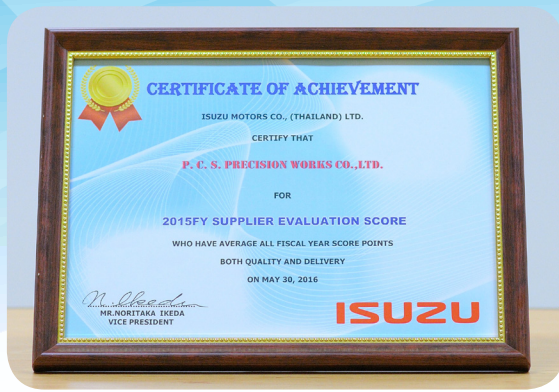 CERTIFICATE OF ACHIEVEMENT
ISUZU MOTORS CO., (THAILAND) LTD.
CERTIFY THAT
P. C. S. PRECISION WORKS CO.,LTD.
FOR
2015FY SUPPLIER EVALUATION SCORE
WHO HAVE AVERAGE ALL FISCAL YEAR SCORE POINTS
BOTH QUALITY AND DELIVERY
ON MAY 30, 2016
MR.NORITAKA IKEDA
VICE PRESIDENT
ISUZU